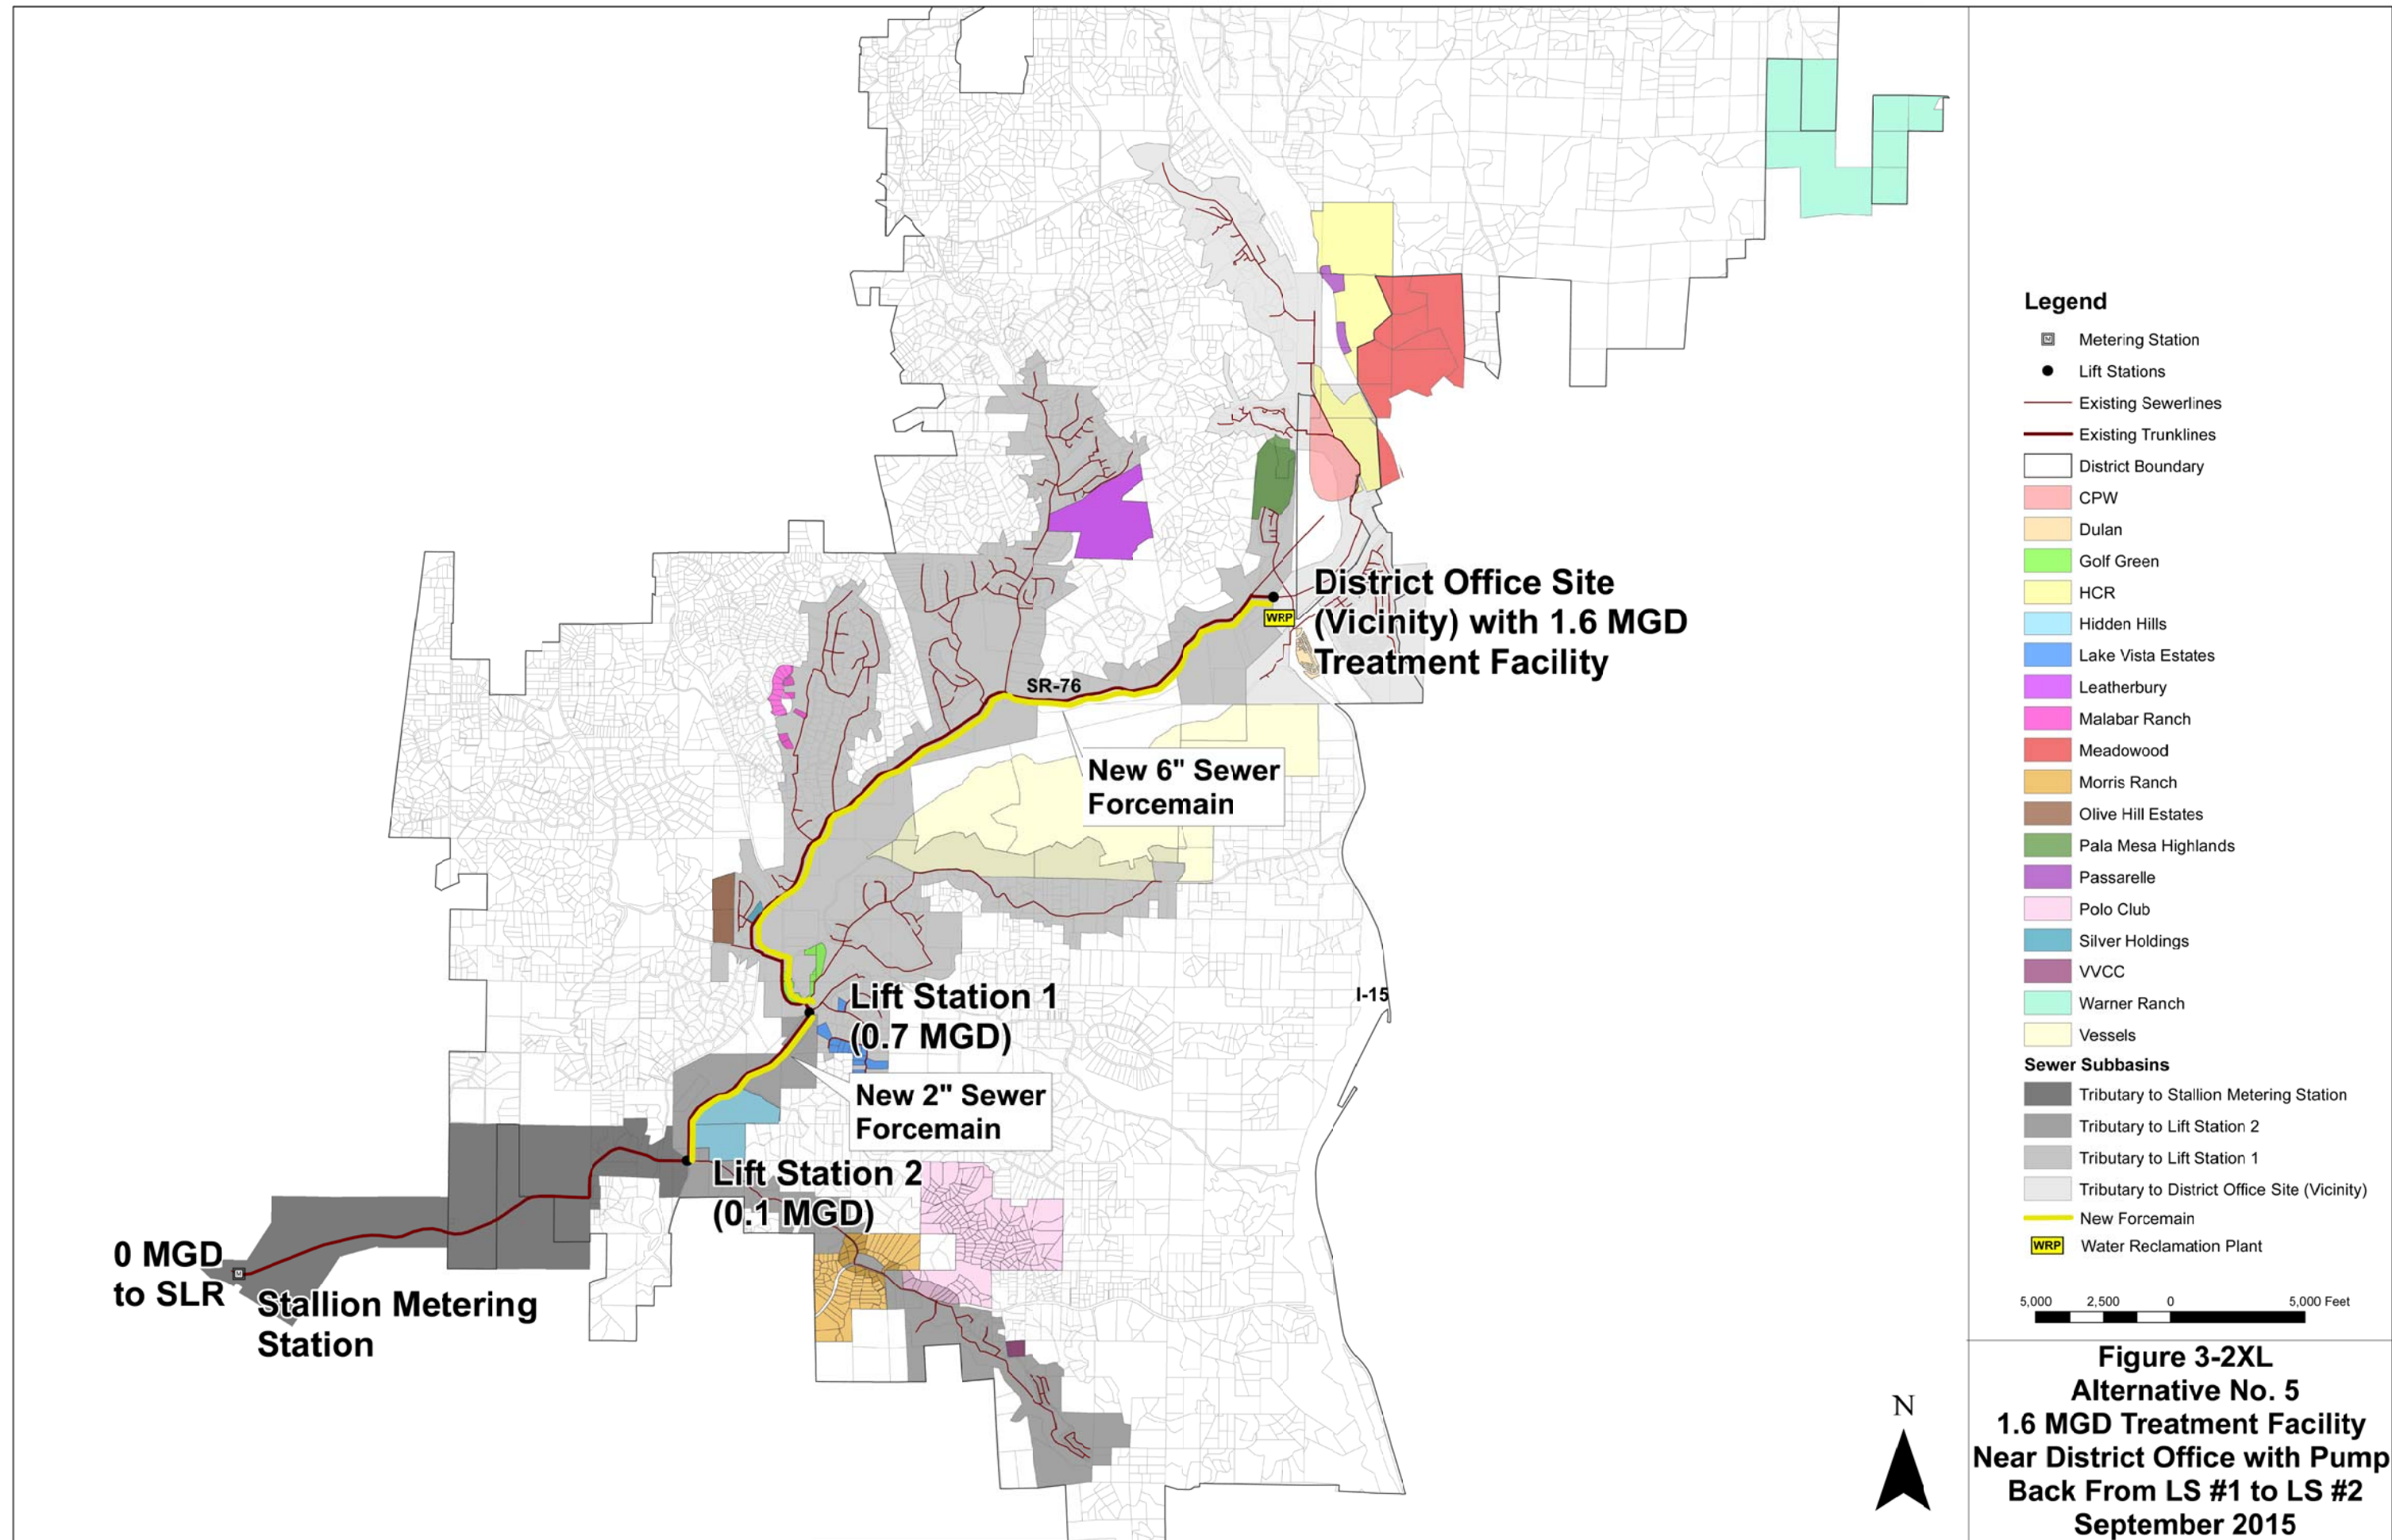 District Office Site
(Vicinity) with 1.6 MGD
Treatment Facility
WRP
SR-76
New 6" Sewer
Forcemain
Lift Station 1
(0.7 MGD)
I-15
New 2" Sewer
Forcemain
Lift Station 2
(0.1 MGD)
0 MGD
to SLR
Stallion Metering
Station
Legend
M
Metering Station
Lift Stations
Existing Sewerlines
Existing Trunklines
District Boundary
CPW
Dulan
Golf Green
HCR
Hidden Hills
Lake Vista Estates
Leatherbury
Malabar Ranch
Meadowood
Morris Ranch
Olive Hill Estates
Pala Mesa Highlands
Passarelle
Polo Club
Silver Holdings
VVCC
Warner Ranch
Vessels
Sewer Subbasins
Tributary to Stallion Metering Station
Tributary to Lift Station 2
Tributary to Lift Station 1
Tributary to District Office Site (Vicinity)
New Forcemain
WRP Water Reclamation Plant
5,000 2,500 0 5,000 Feet
N
Figure 3-2XL
Alternative No. 5
1.6 MGD Treatment Facility
Near District Office with Pump
Back From LS #1 to LS #2
September 2015